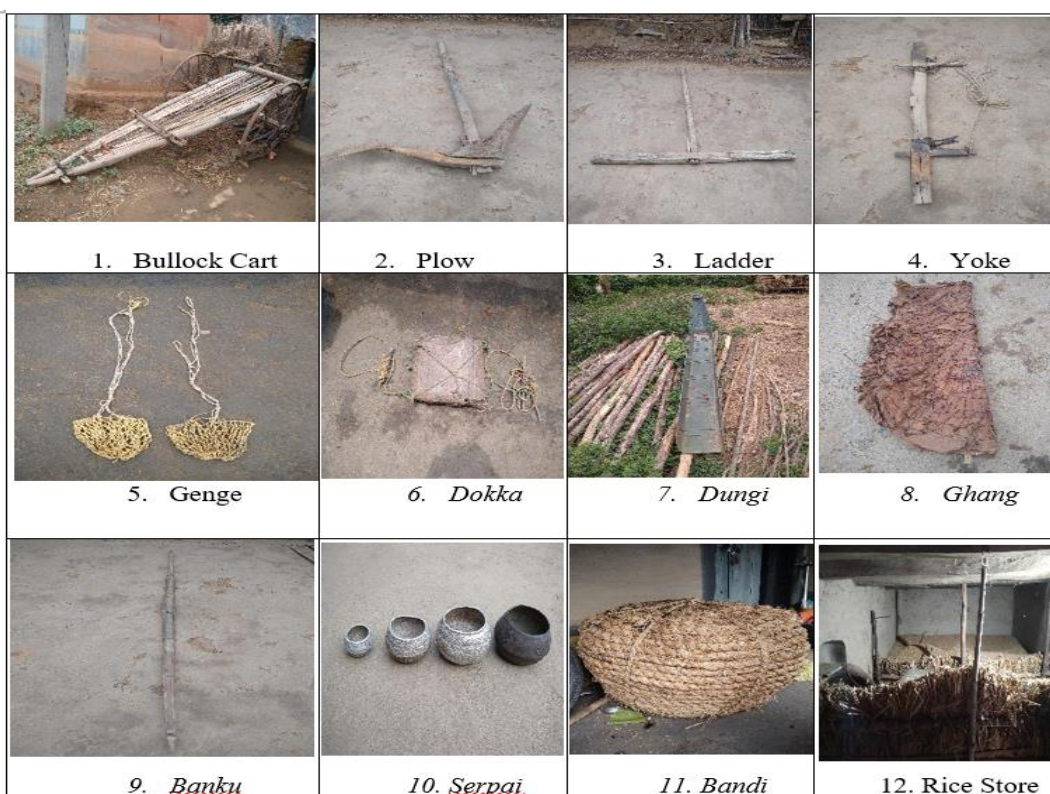 1. Bullock Cart
2. Plow
3. Ladder
4. Yoke
5. Genge
6. Dokka
7. Dungi
8. Ghang
9. Banku
10. Serpai
11. Bandi
12. Rice Store